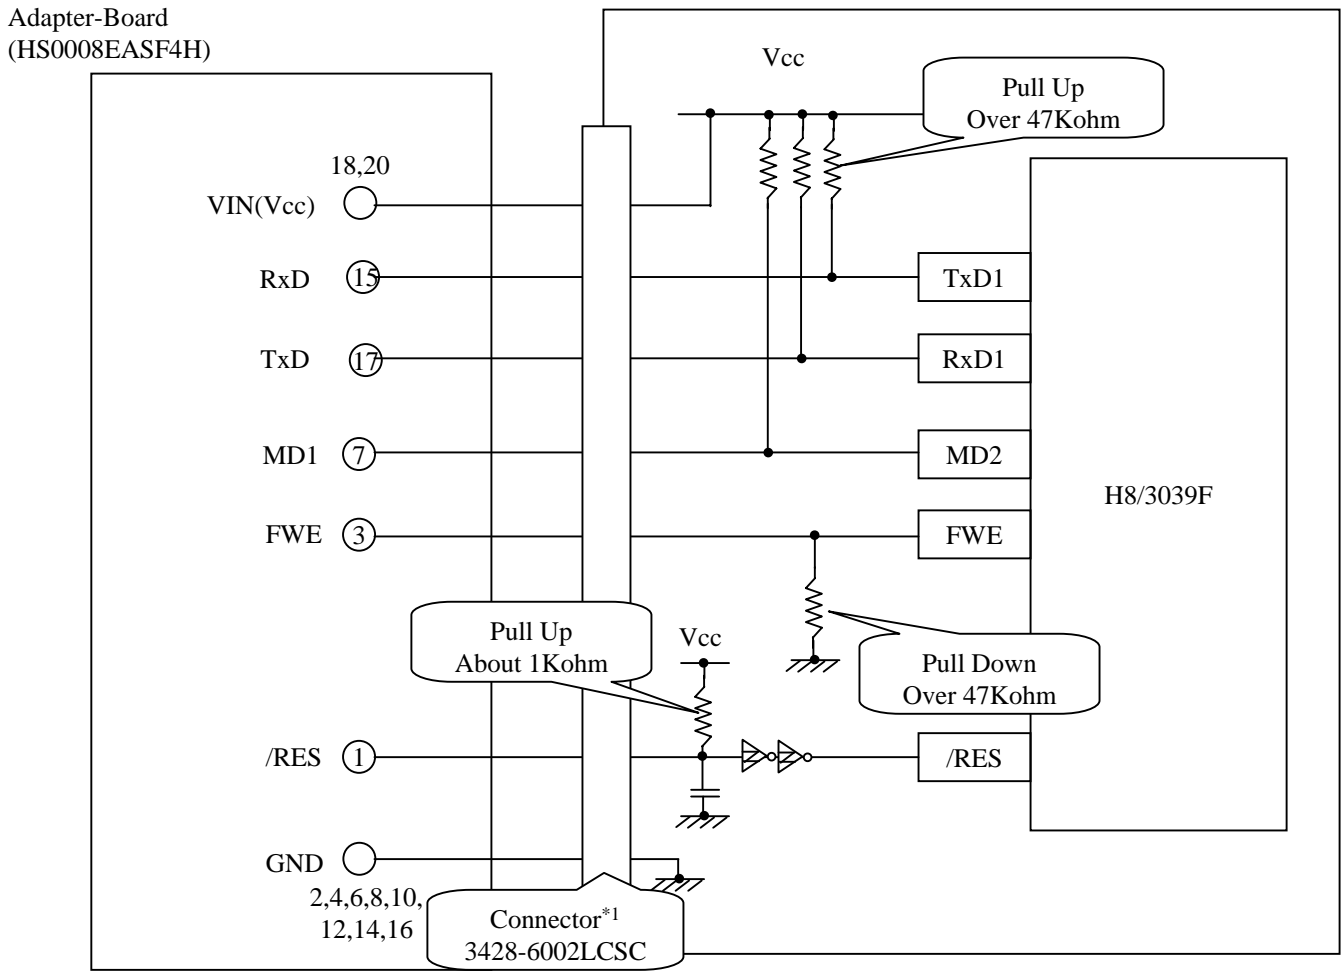 Adapter-Board
(HS0008EASF4H)
Vcc
Pull Up
Over 47Kohm
18,20
VIN(Vcc)
RxD 15
TxD1
TxD 17
RxD1
MD1 7
MD2
H8/3039F
FWE 3
FWE
Pull Up
About 1Kohm
Vcc
Pull Down
Over 47Kohm
/RES 1
/RES
GND
2,4,6,8,10,
12,14,16
Connector*1
3428-6002LCSC